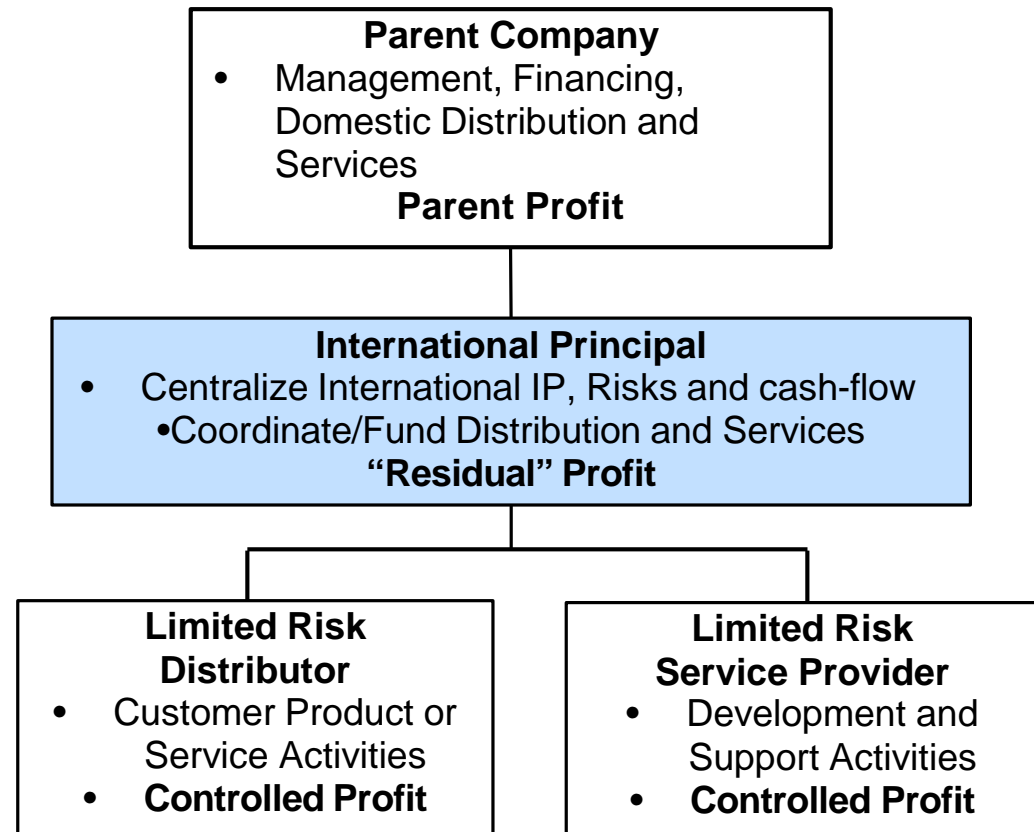 Parent Company
• Management, Financing,
Domestic Distribution and
Services
Parent Profit
International Principal
• Centralize International IP, Risks and cash-flow
•Coordinate/Fund Distribution and Services
“Residual” Profit
Limited Risk
Distributor
• Customer Product or
Service Activities
• Controlled Profit
Limited Risk
Service Provider
• Development and
Support Activities
• Controlled Profit